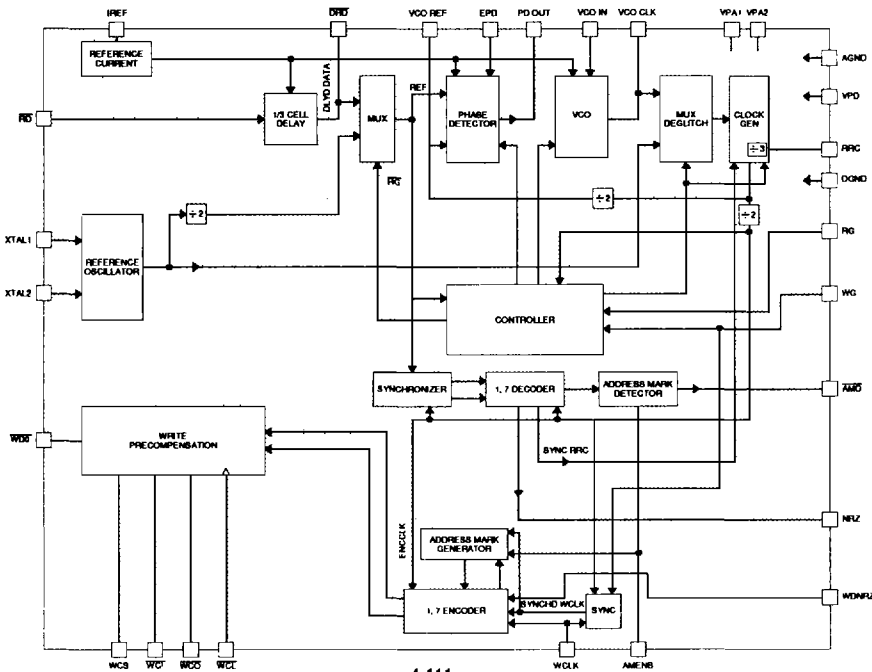 IREF
DRD
VCO REF
EPD
PD OUT
VCO IN
VCO CLK
VPA1 VPA2
REFERENCE
CURRENT
AGND
DLYD DATA
REF
VPD
1/3 CELL
DELAY
MUX
PHASE
DETECTOR
VCO
MUX
DEGLITCH
CLOCK
GEN
RD
÷3
RRC
RG
DGND
÷2
÷2
÷2
XTAL1
RG
REFERENCE
OSCILLATOR
XTAL2
WG
CONTROLLER
SYNCHRONIZER
1, 7 DECODER
ADDRESS MARK
DETECTOR
AMD
WRITE
PRECOMPENSATION
SYNC RRC
NRZ
ENCCLK
ADDRESS MARK
GENERATOR
WDNRZ
1, 7 ENCODER
SYNCHD WCLK
SYNC
WCS
WCL
WCLK
AMENB
4-111